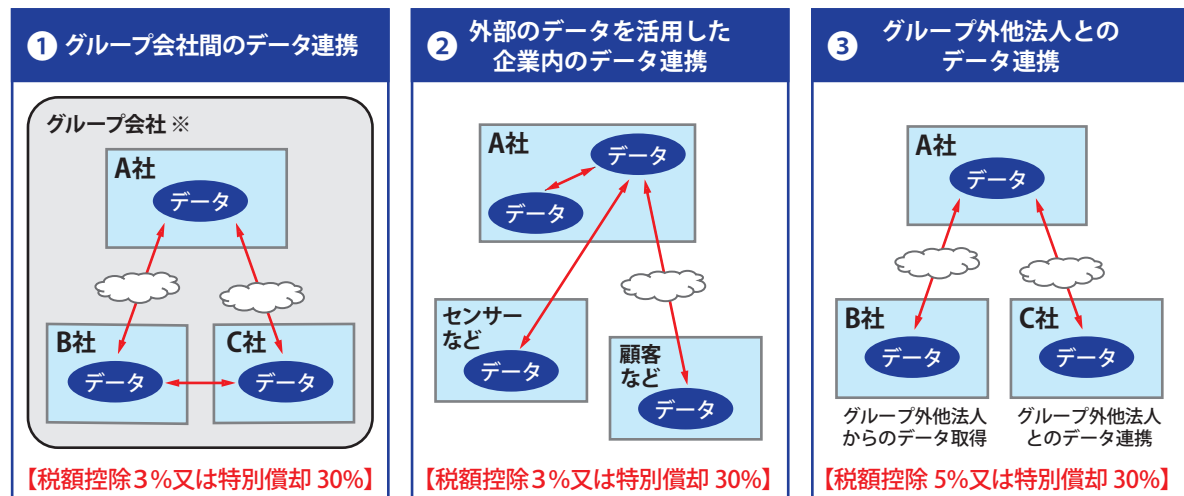 ❶ グループ会社間のデータ連携
グループ会社 ※
A社
データ
B社
データ
C社
データ
【税額控除3%又は特別償却 30%】
❷ 外部のデータを活用した
企業内のデータ連携
A社
データ
データ
センサー
など
データ
顧客
など
データ
【税額控除3%又は特別償却 30%】
❸ グループ外他法人との
データ連携
A社
データ
B社
データ
C社
データ
グループ外他法人
からのデータ取得
グループ外他法人
とのデータ連携
【税額控除 5%又は特別償却 30%】